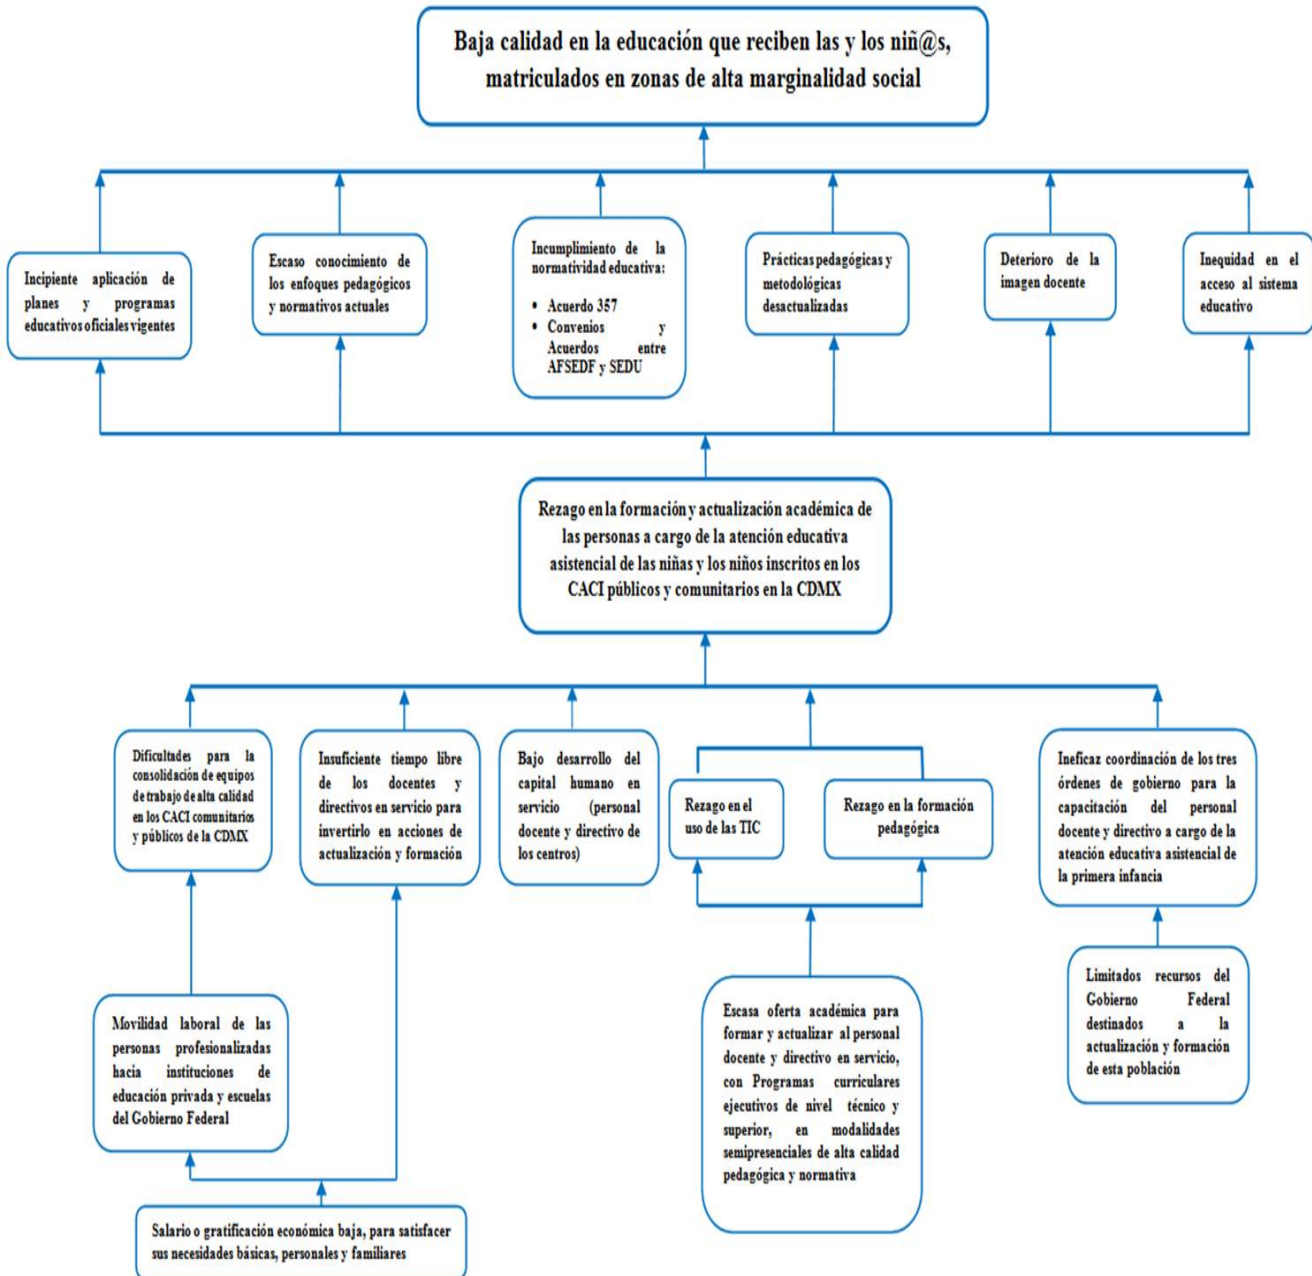 Baja calidad en la educación que reciben las y los niñ@s,
matriculados en zonas de alta marginalidad social
Incipiente aplicación de
planes y programas
educativos oficiales vigentes
Escaso conocimiento de
los enfoques pedagógicos
y normativos actuales
Incumplimiento de la
normatividad educativa:
• Acuerdo 357
• Convenios y
Acuerdos entre
AFSEDF y SEDU
Prácticas pedagógicas y
metodológicas
desactualizadas
Deterioro de la
imagen docente
Inequidad en el
acceso al sistema
educativo
Rezago en la formación y actualización académica de
las personas a cargo de la atención educativa
asistencial de las niñas y los niños inscritos en los
CACI públicos y comunitarios en la CDMX
Dificultades para la
consolidación de equipos
de trabajo de alta calidad
en los CACI comunitarios
y públicos de la CDMX
Insuficiente tiempo libre
de los docentes y
directivos en servicio para
invertirlo en acciones de
actualización y formación
Bajo desarrollo del
capital humano en
servicio (personal
docente y directivo de
los centros)
Rezago en el
uso de las TIC
Rezago en la formación
pedagógica
Ineficaz coordinación de los tres
órdenes de gobierno para la
capacitación del personal
docente y directivo a cargo de la
atención educativa asistencial de
la primera infancia
Movilidad laboral de las
personas profesionalizadas
hacia instituciones de
educación privada y escuelas
del Gobierno Federal
Escasa oferta académica para
formar y actualizar al personal
docente y directivo en servicio,
con Programas curriculares
ejecutivos de nivel técnico y
superior, en modalidades
semipresenciales de alta calidad
pedagógica y normativa
Limitados recursos del
Gobierno Federal
destinados a la
actualización y formación
de esta población
Salario o gratificación económica baja, para satisfacer
sus necesidades básicas, personales y familiares